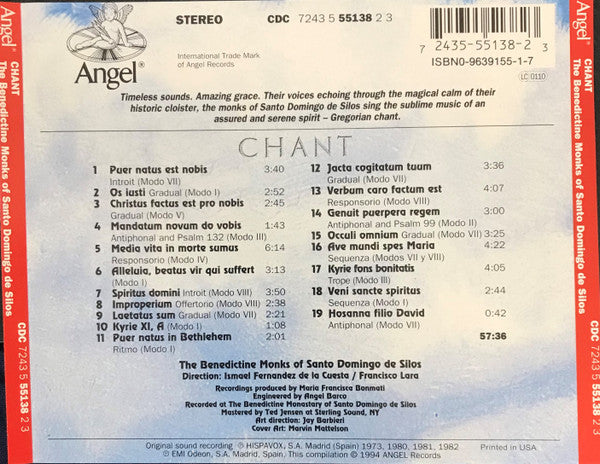 Angel®
CHANT
The Benedictine Monks of Santo Domingo de Silos
CDC 7243 5 55138 2 3
Angel®
STEREO
CDC 7243 5 55138 2 3
International Trade Mark
of Angel Records
7 2435-55138-2 3
ISBN0-9639155-1-7
LC 0110
Timeless sounds. Amazing grace. Their voices echoing through the magical calm of their
historic cloister, the monks of Santo Domingo de Silos sing the sublime music of an
assured and serene spirit – Gregorian chant.
CHANT
1 Puer natus est nobis 3:40
Introit (Modo VII)
2 Os iusti Gradual (Modo I) 2:52
3 Christus factus est pro nobis 2:45
Gradual (Modo V)
4 Mandatum novum do vobis 1:43
Antiphonal and Psalm 132 (Modo III)
5 Media vita in morte sumus 6:14
Responsorio (Modo IV)
6 Alleluia, beatus vir qui suffert 3:13
(Modo I)
7 Spiritus domini Introit (Modo VIII) 3:50
8 Improperium Offertorio (Modo VIII) 2:38
9 Laetatus sum Gradual (Modo VII) 2:21
10 Kyrie XI, A (Modo I) 1:08
11 Puer natus in Bethlehem 2:01
Ritmo (Modo I)
12 Jacta cogitatum tuum 3:36
Gradual (Modo VII)
13 Verbum caro factum est 4:07
Responsorio (Modo VIII)
14 Genuit puerpera regem 3:00
Antiphonal and Psalm 99 (Modo II)
15 Occuli omnium Gradual (Modo VII) 3:25
16 Ave mundi spes Maria 4:22
Sequenza (Modos VII y VIII)
17 Kyrie fons bonitatis 4:05
Trope (Modo III)
18 Veni sancte spiritus 2:44
Sequenza (Modo I)
19 Hosanna filio David 0:42
Antiphonal (Modo VII)
57:36
The Benedictine Monks of Santo Domingo de Silos
Direction: Ismael Fernandez de la Cuesta / Francisco Lara
Recordings produced by Maria Francisca Bonmati
Engineered by Angel Barco
Recorded at The Benedictine Monastary of Santo Domingo de Silos
Mastered by Ted Jensen at Sterling Sound, NY
Art direction: Jay Barbieri
Cover Art: Marvin Mattelson
Original sound recording ℗ HISPAVOX, S.A. Madrid (Spain) 1973, 1980, 1981, 1982
℗ EMI Odeon, S.A. Madrid (Spain). This compilation © 1994 ANGEL Records
Printed in USA
Angel®
CHANT
The Benedictine Monks of Santo Domingo de Silos
CDC 7243 5 55138 2 3